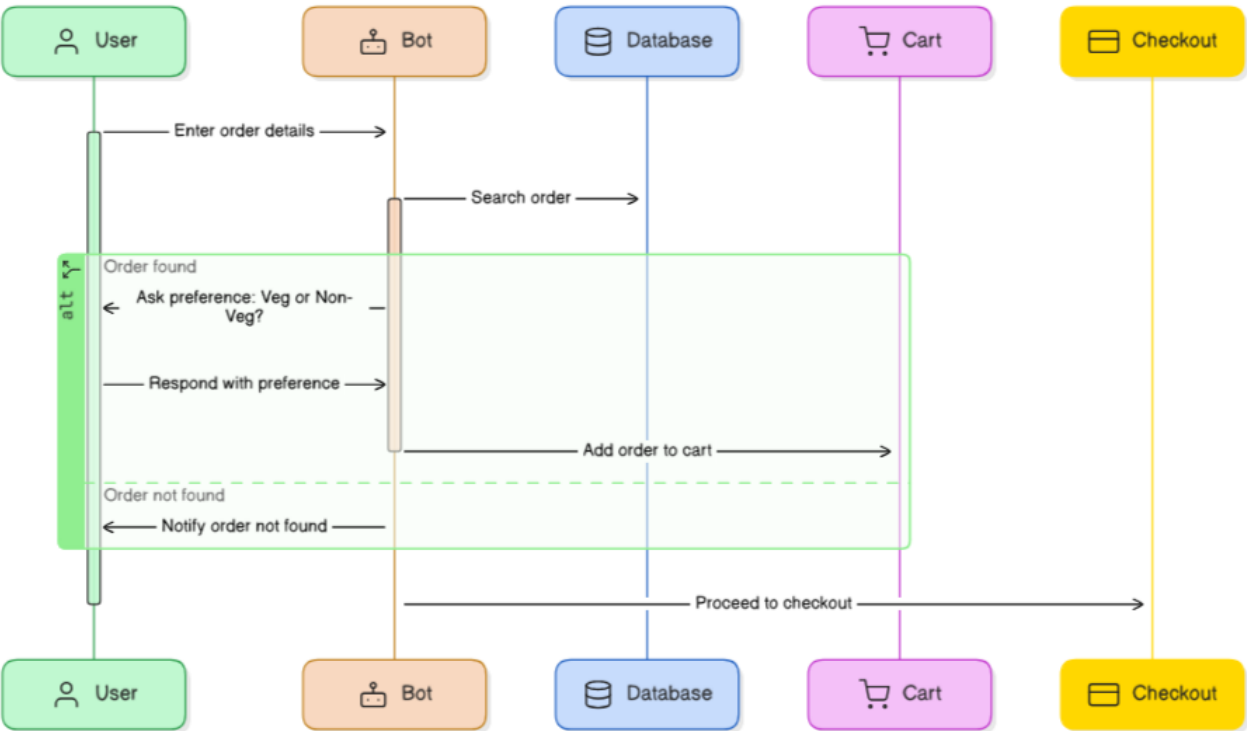 User
Bot
Database
Cart
Checkout
Enter order details
Search order
alt
Order found
Ask preference: Veg or Non-
Veg?
Respond with preference
Add order to cart
Order not found
Notify order not found
Proceed to checkout
User
Bot
Database
Cart
Checkout